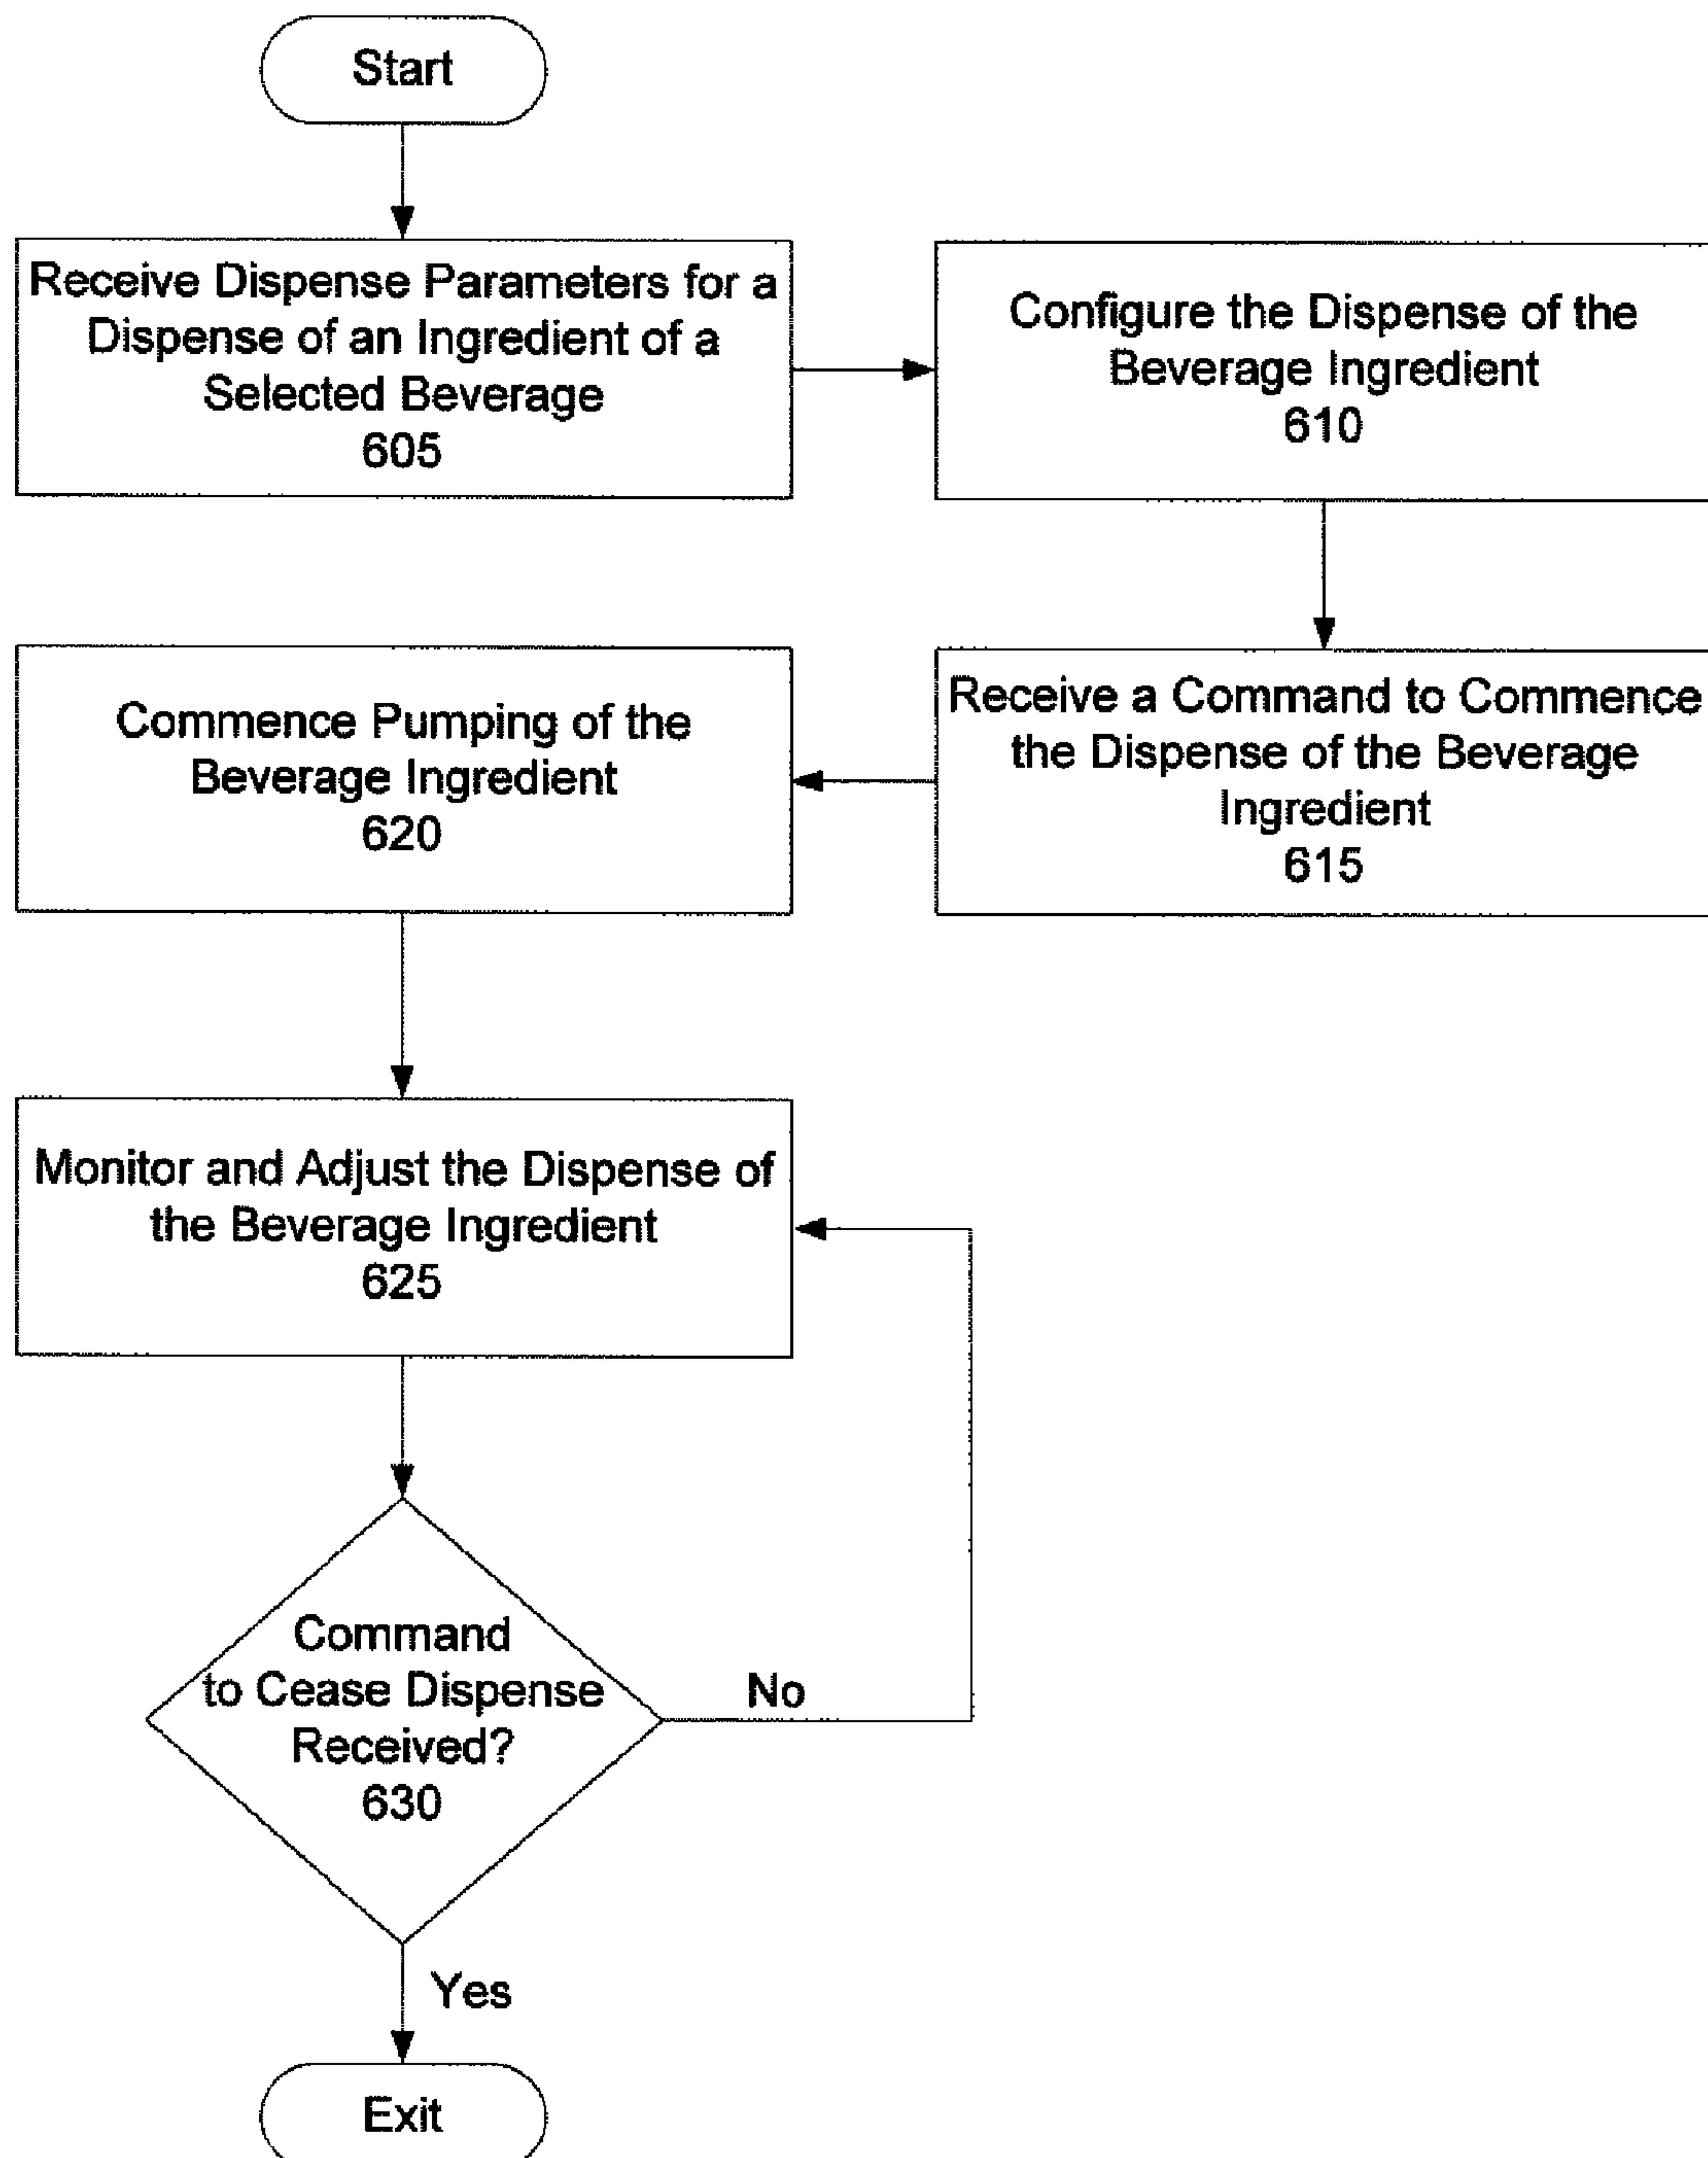 Start
Receive Dispense Parameters for a
Dispense of an Ingredient of a
Selected Beverage
605
Configure the Dispense of the
Beverage Ingredient
610
Receive a Command to Commence
the Dispense of the Beverage
Ingredient
615
Commence Pumping of the
Beverage Ingredient
620
Monitor and Adjust the Dispense of
the Beverage Ingredient
625
Command
to Cease Dispense
Received?
630
No
Yes
Exit